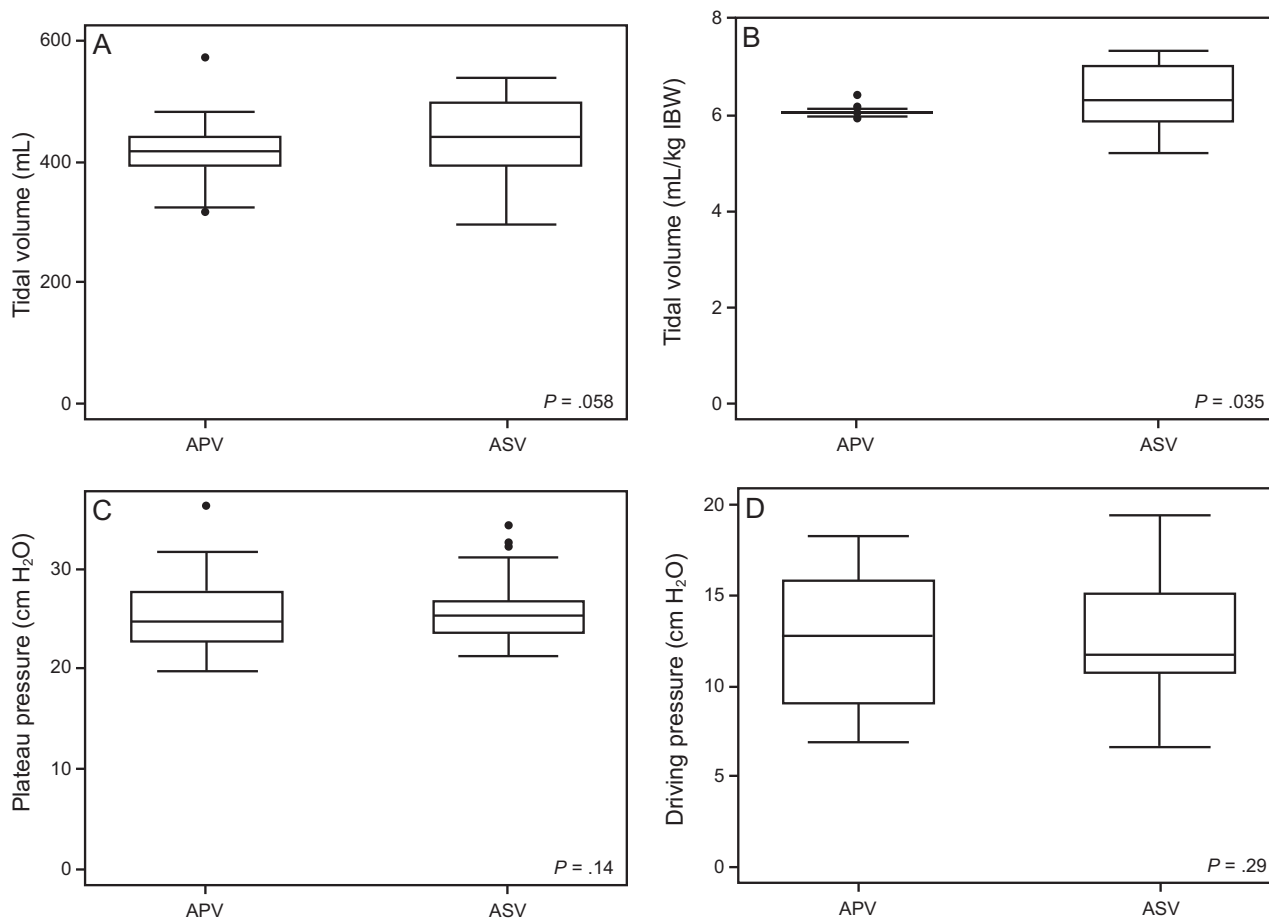 A
Tidal volume (mL)
600
400
200
0
P = .058
APV
ASV
B
Tidal volume (mL/kg IBW)
8
6
4
2
0
P = .035
APV
ASV
C
Plateau pressure (cm H₂O)
30
20
10
0
P = .14
APV
ASV
D
Driving pressure (cm H₂O)
20
15
10
5
0
P = .29
APV
ASV